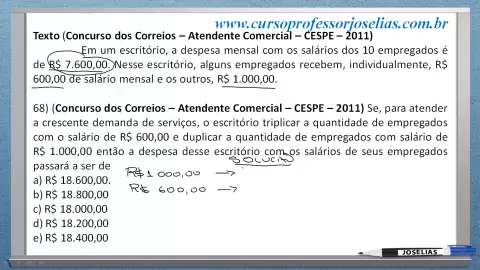 www.cursoprofessorjoselias.com.br
Texto (Concurso dos Correios – Atendente Comercial – CESPE – 2011)
Em um escritório, a despesa mensal com os salários dos 10 empregados é
de R$ 7.600,00. Nesse escritório, alguns empregados recebem, individualmente, R$
600,00 de salário mensal e os outros, R$ 1.000,00.
68) (Concurso dos Correios – Atendente Comercial – CESPE – 2011) Se, para atender
a crescente demanda de serviços, o escritório triplicar a quantidade de empregados
com o salário de R$ 600,00 e duplicar a quantidade de empregados com salário de
R$ 1.000,00 então a despesa desse escritório com os salários de seus empregados
passará a ser de
SOLUCIÃO
a) R$ 18.600,00.
R$ 1 000,00 →
b) R$ 18.800,00
R$ 600,00 →
c) R$ 18.000,00
d) R$ 18.200,00
e) R$ 18.400,00
JOSELIAS